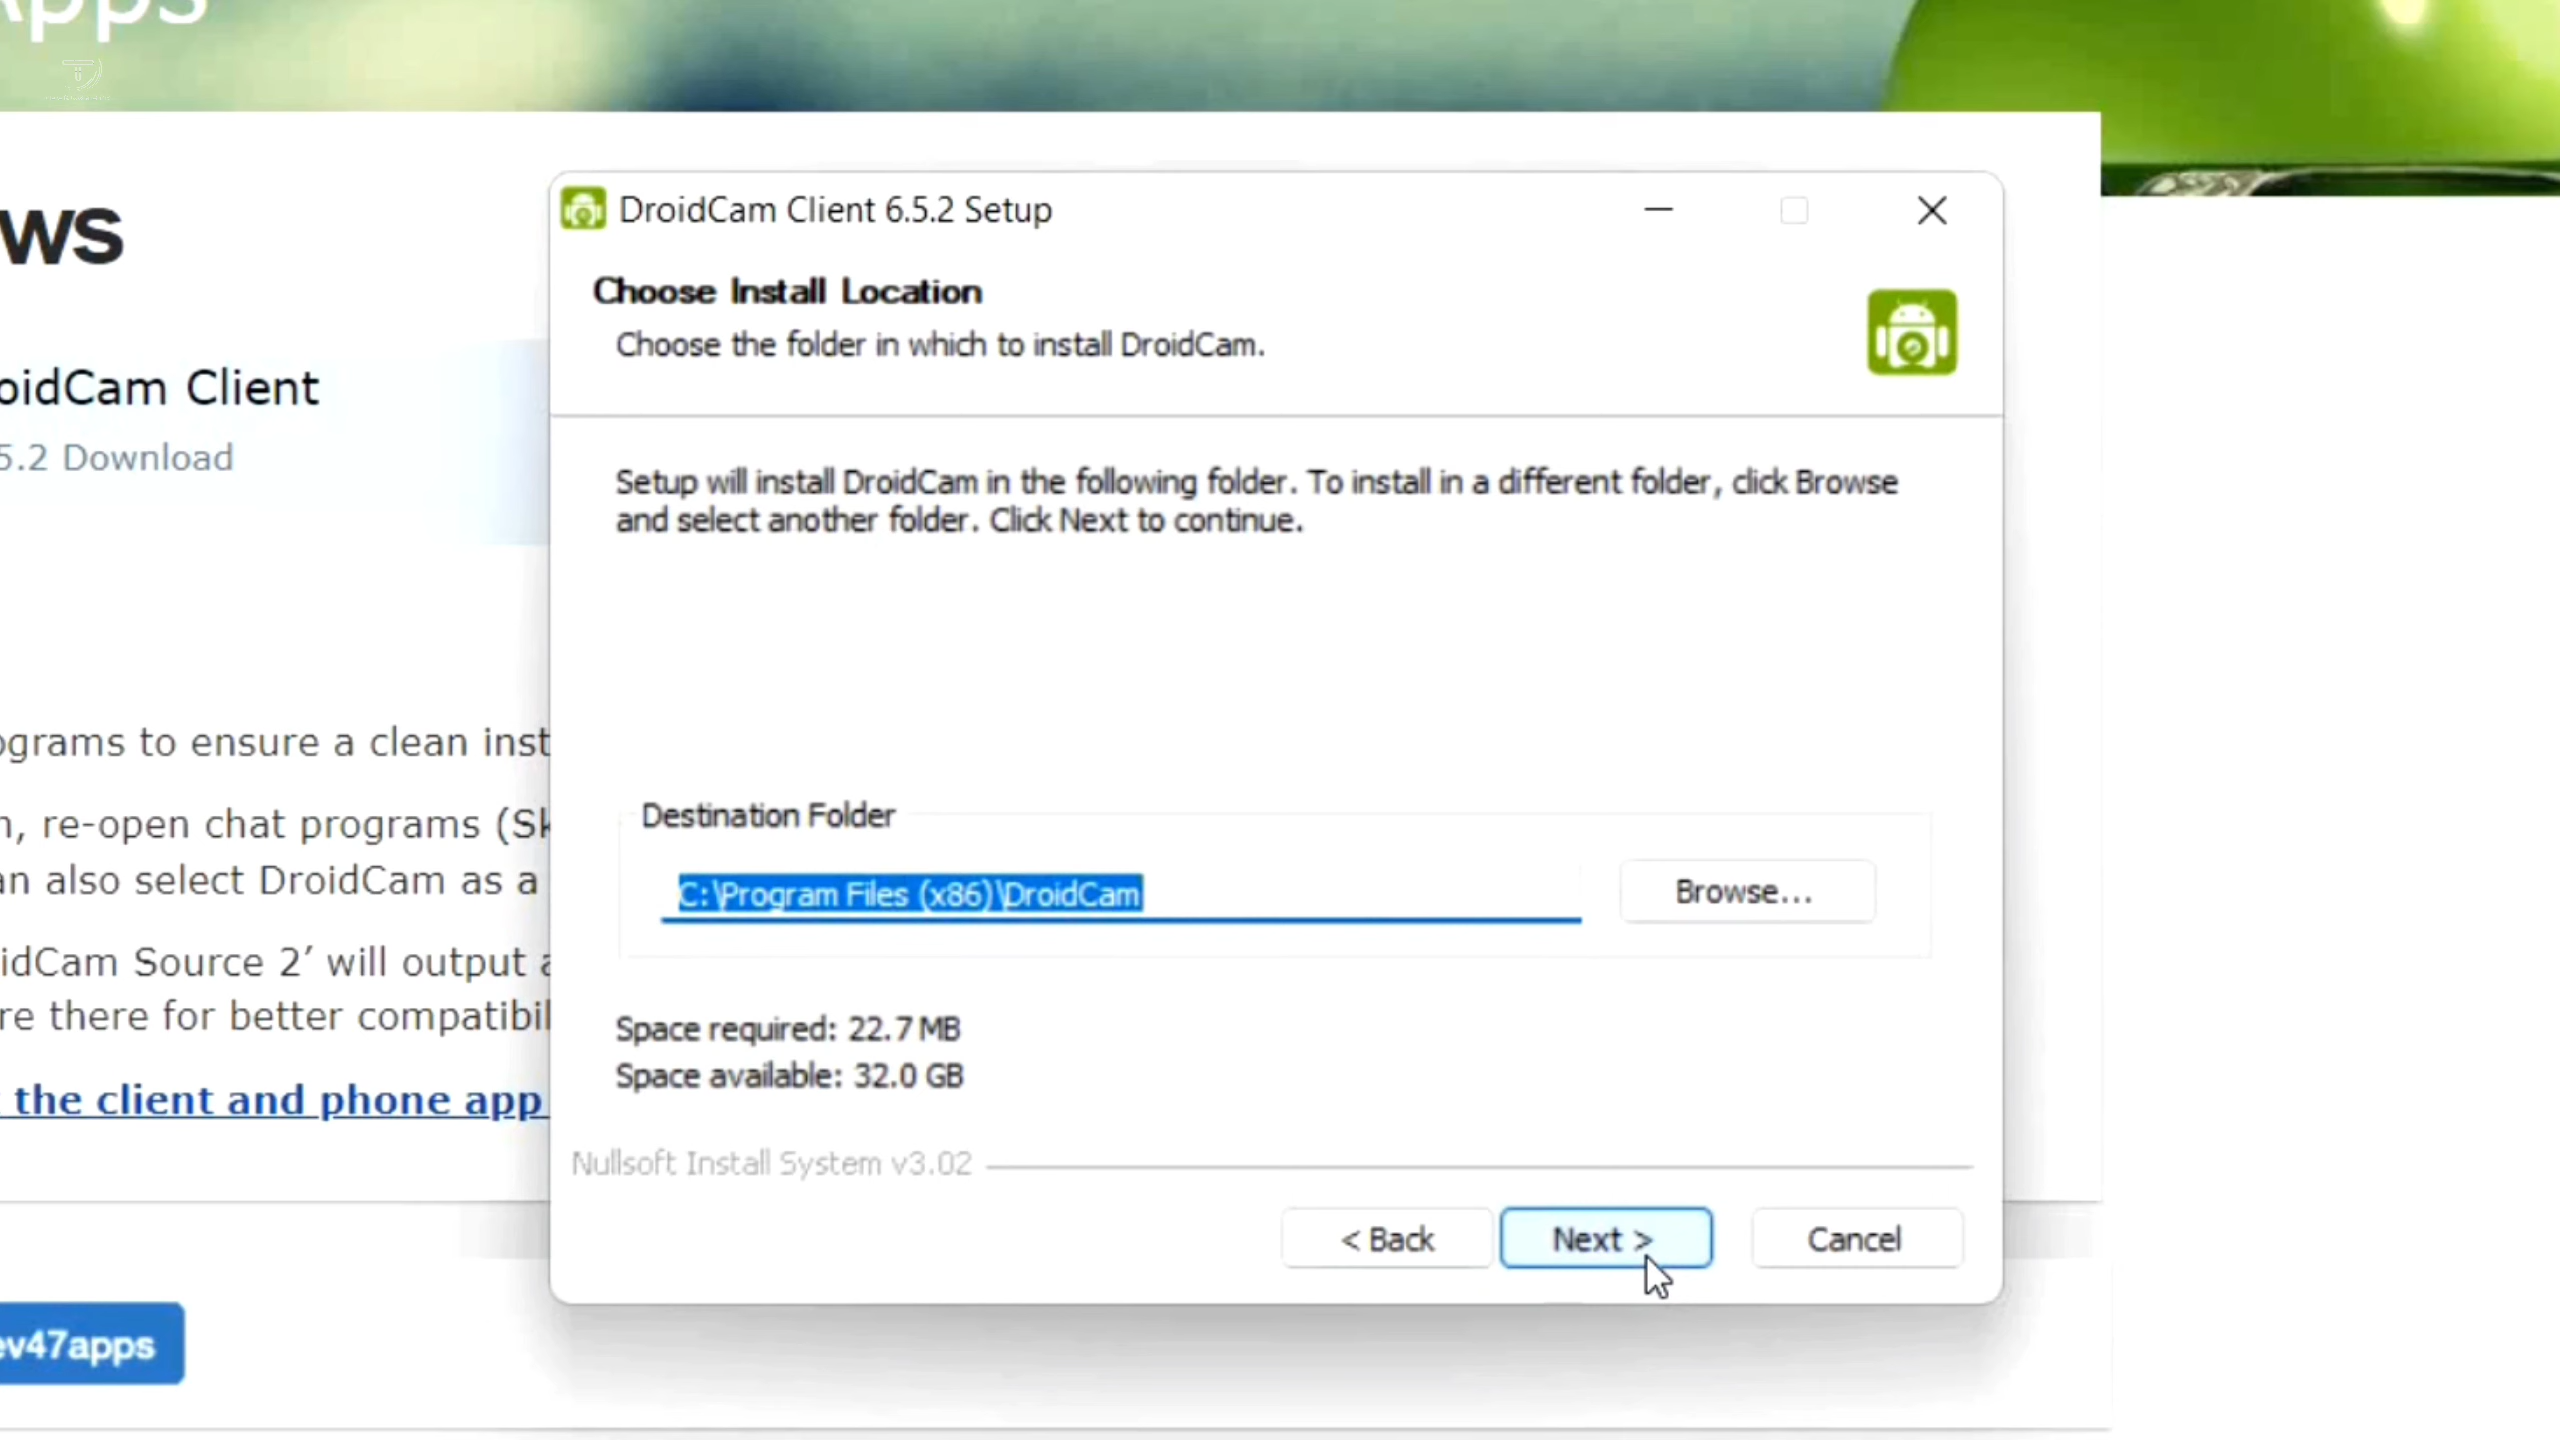 Apps
ws
DroidCam Client 6.5.2 Setup
Choose Install Location
Choose the folder in which to install DroidCam.
oidCam Client
5.2 Download
Setup will install DroidCam in the following folder. To install in a different folder, click Browse
and select another folder. Click Next to continue.
ograms to ensure a clean inst
n, re-open chat programs (Sk
an also select DroidCam as a
idCam Source 2’ will output a
re there for better compatibil
the client and phone app
Destination Folder
C:\Program Files (x86)\DroidCam
Browse...
Space required: 22.7 MB
Space available: 32.0 GB
Nullsoft Install System v3.02
< Back
Next >
Cancel
ev47apps